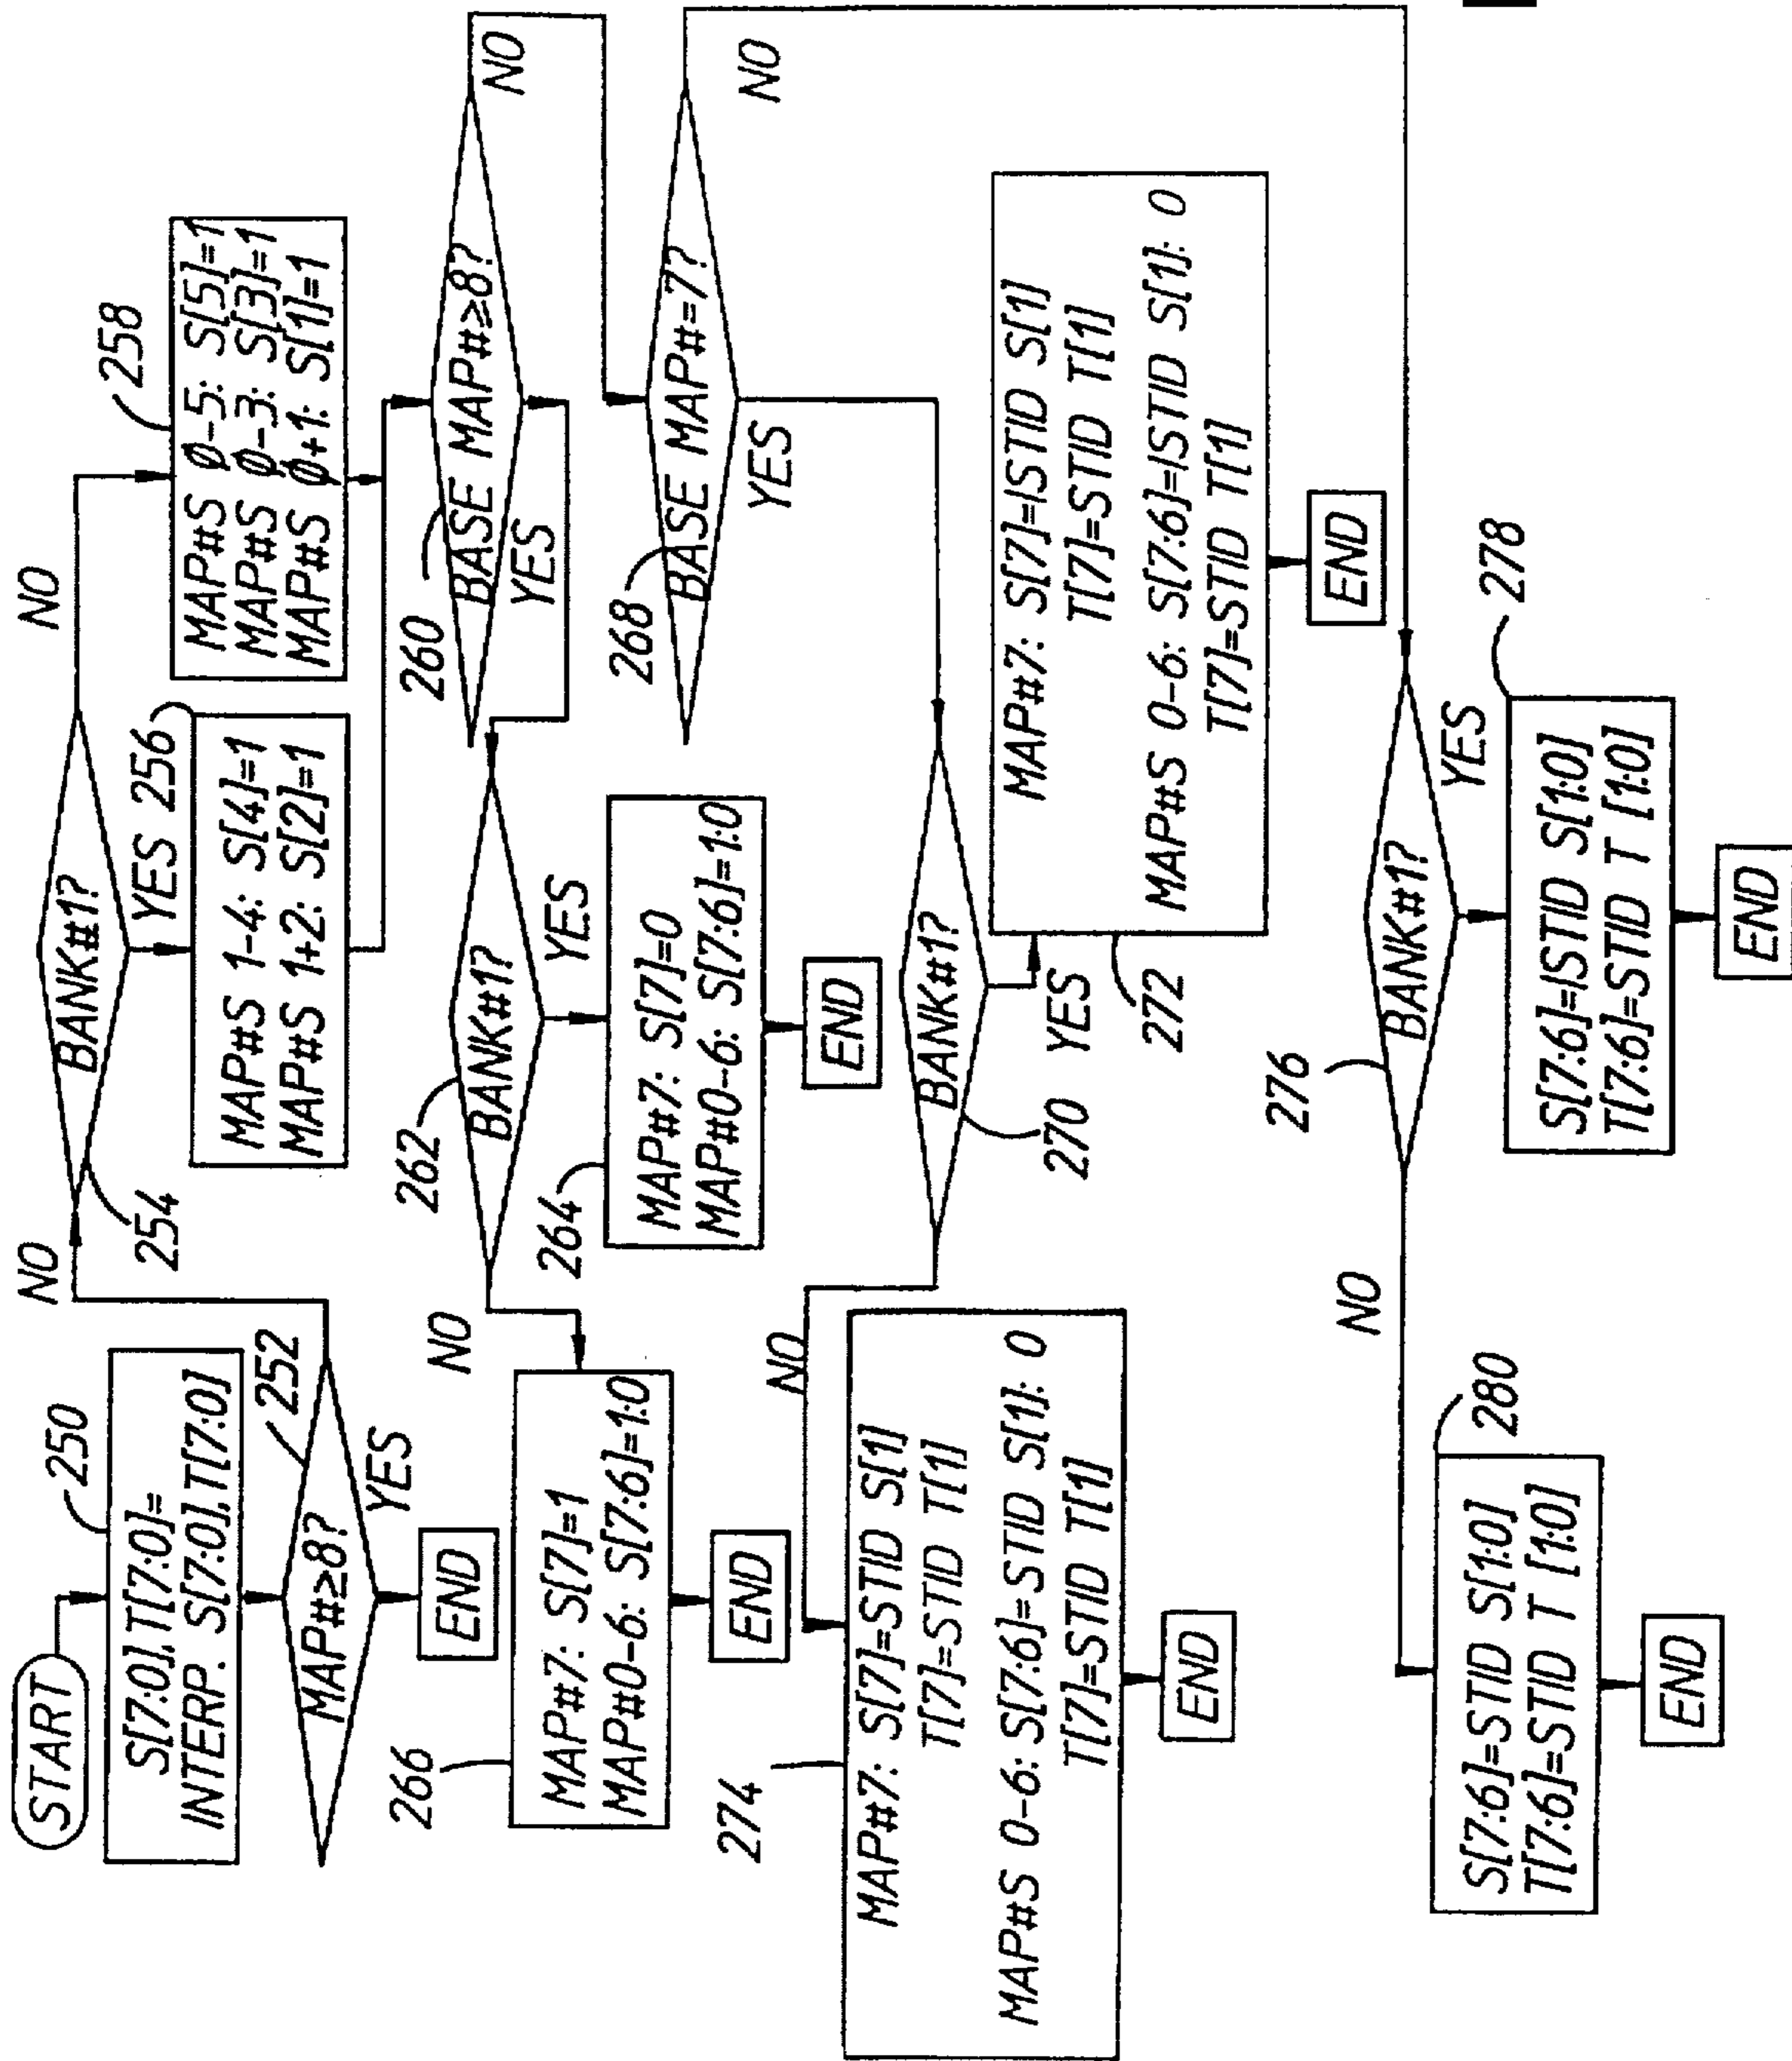 START
250
S[7:0],T[7:0]=
INTERP. S[7:0],T[7:0]
252
MAP#≥8?
NO
YES
END
254
BANK#1?
NO
YES
256
MAP#S 1-4: S[4]=1
MAP#S 1+2: S[2]=1
258
MAP#S Ø-5: S[5]=1
MAP#S Ø-3: S[3]=1
MAP#S Ø+1: S[1]=1
260
BASE MAP#≥8?
NO
YES
262
BANK#1?
NO
YES
264
MAP#7: S[7]=0
MAP#0-6: S[7:6]=1:0
END
266
MAP#7: S[7]=1
MAP#0-6: S[7:6]=1:0
END
268
BASE MAP#=7?
NO
YES
270
BANK#1?
NO
YES
272
MAP#7: S[7]=ISTID S[1]
T[7]=STID T[1]
MAP#S 0-6: S[7:6]=ISTID S[1]: 0
T[7]=STID T[1]
END
274
MAP#7: S[7]=STID S[1]
T[7]=STID T[1]
MAP#S 0-6: S[7:6]=STID S[1]: 0
T[7]=STID T[1]
END
276
BANK#1?
NO
YES
278
S[7:6]=ISTID S[1:0]
T[7:6]=STID T [1:0]
END
280
S[7:6]=STID S[1:0]
T[7:6]=STID T [1:0]
END